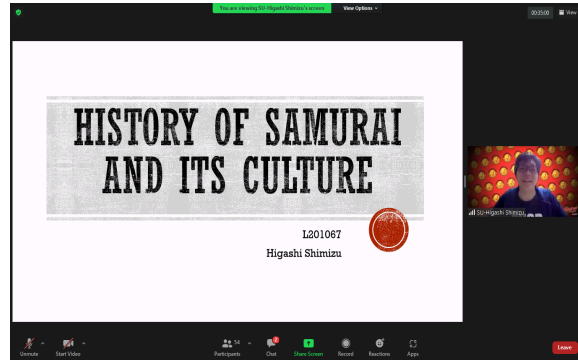 You are viewing SU-Higashi Shimizu's screen
View Options
00:35:00
View
HISTORY OF SAMURAI
AND ITS CULTURE
L201067
Higashi Shimizu
SU-Higashi Shimizu
54
2
Unmute
Start Video
Participants
Chat
Share Screen
Record
Reactions
Apps
Leave